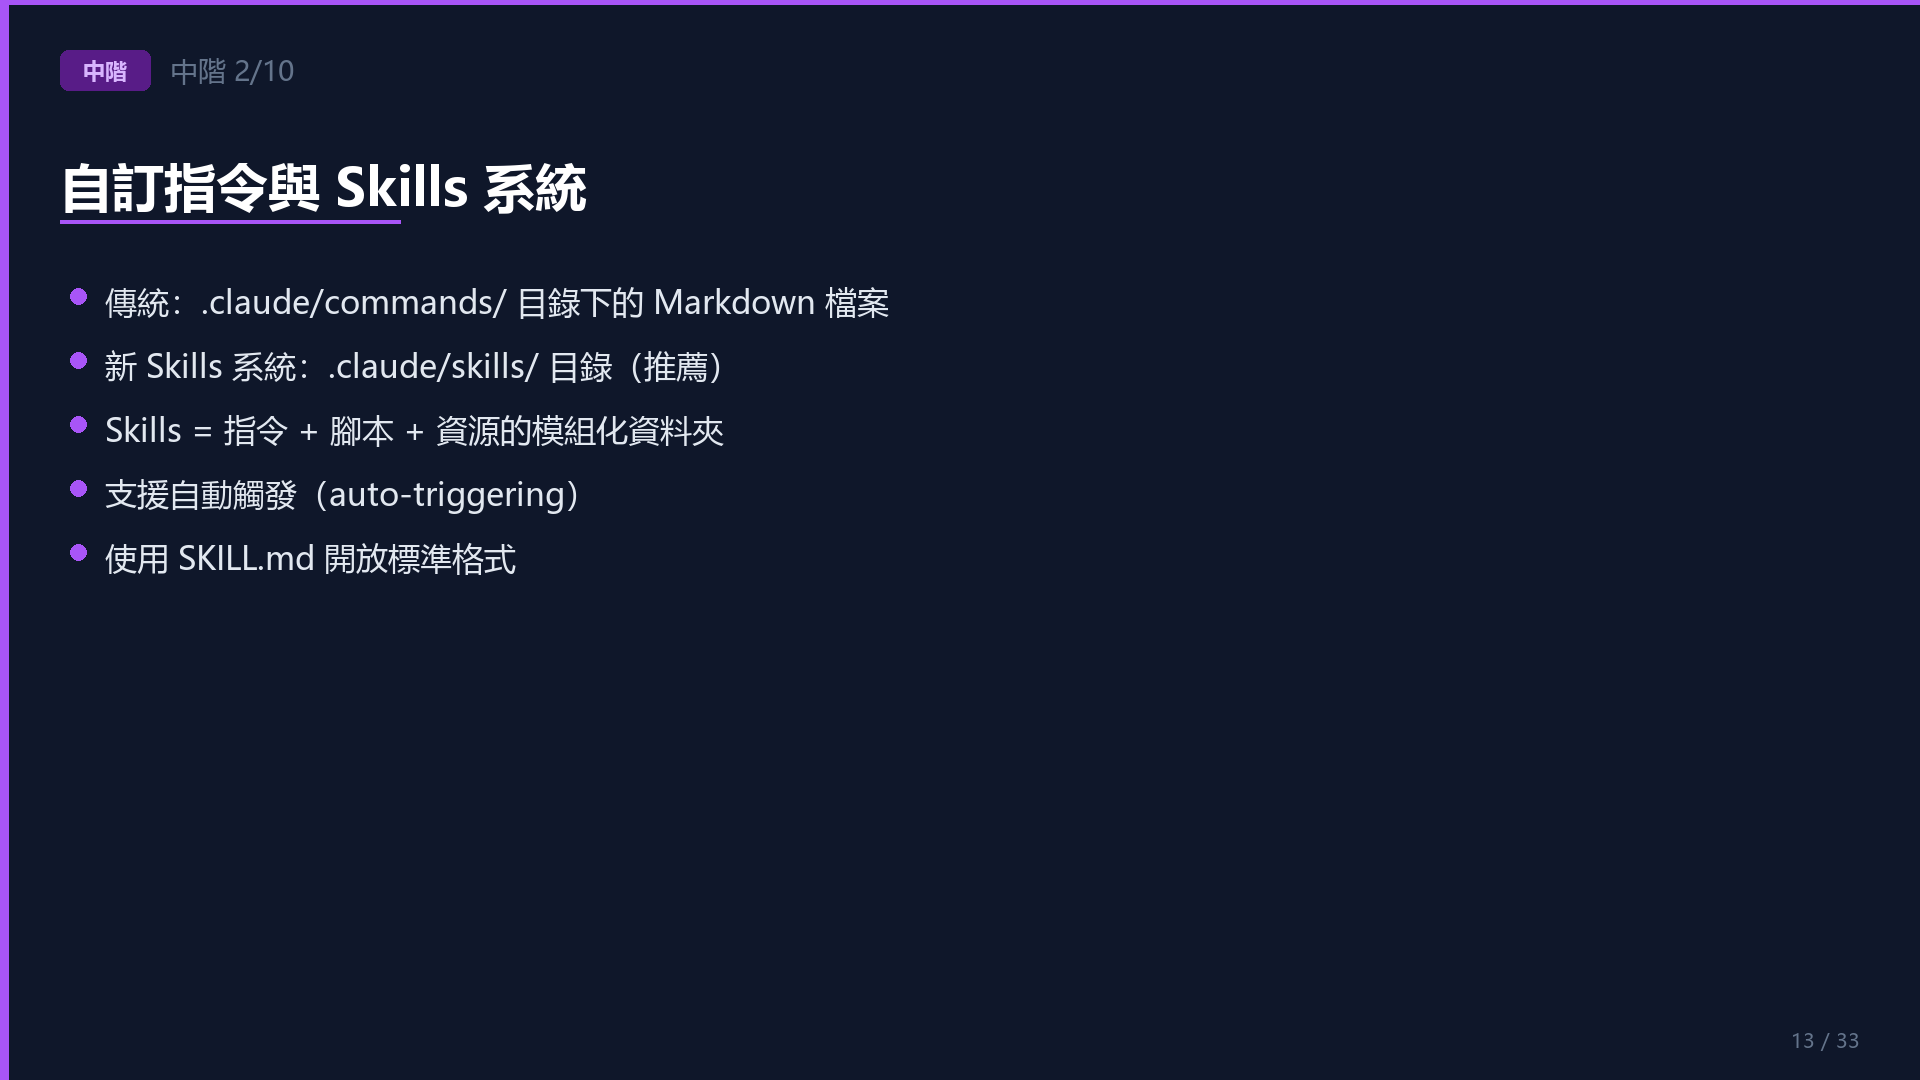 中階
中階 2/10
自訂指令與 Skills 系統
傳統：.claude/commands/ 目錄下的 Markdown 檔案
新 Skills 系統：.claude/skills/ 目錄（推薦）
Skills = 指令 + 腳本 + 資源的模組化資料夾
支援自動觸發（auto-triggering）
使用 SKILL.md 開放標準格式
13 / 33